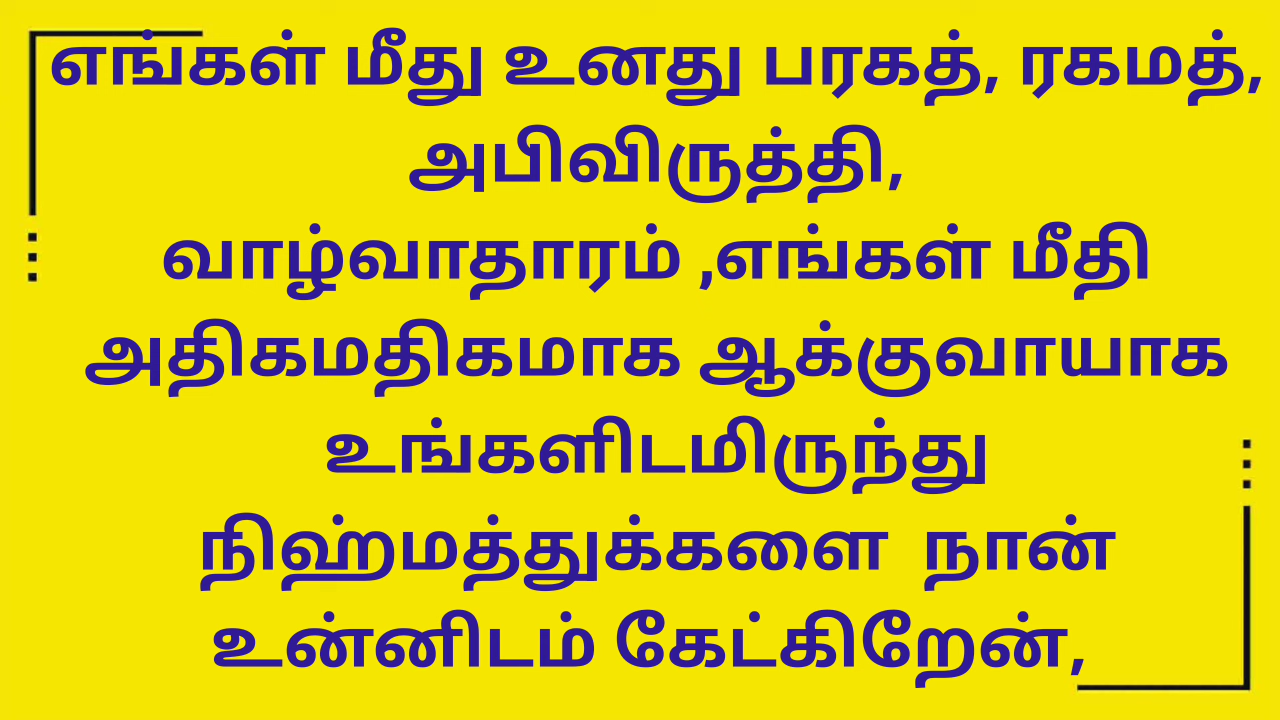 எங்கள் மீது உனது பரகத், ரகமத்,
அபிவிருத்தி,
வாழ்வாதாரம் ,எங்கள் மீதி
அதிகமதிகமாக ஆக்குவாயாக
உங்களிடமிருந்து
நிஹ்மத்துக்களை நான்
உன்னிடம் கேட்கிறேன்,